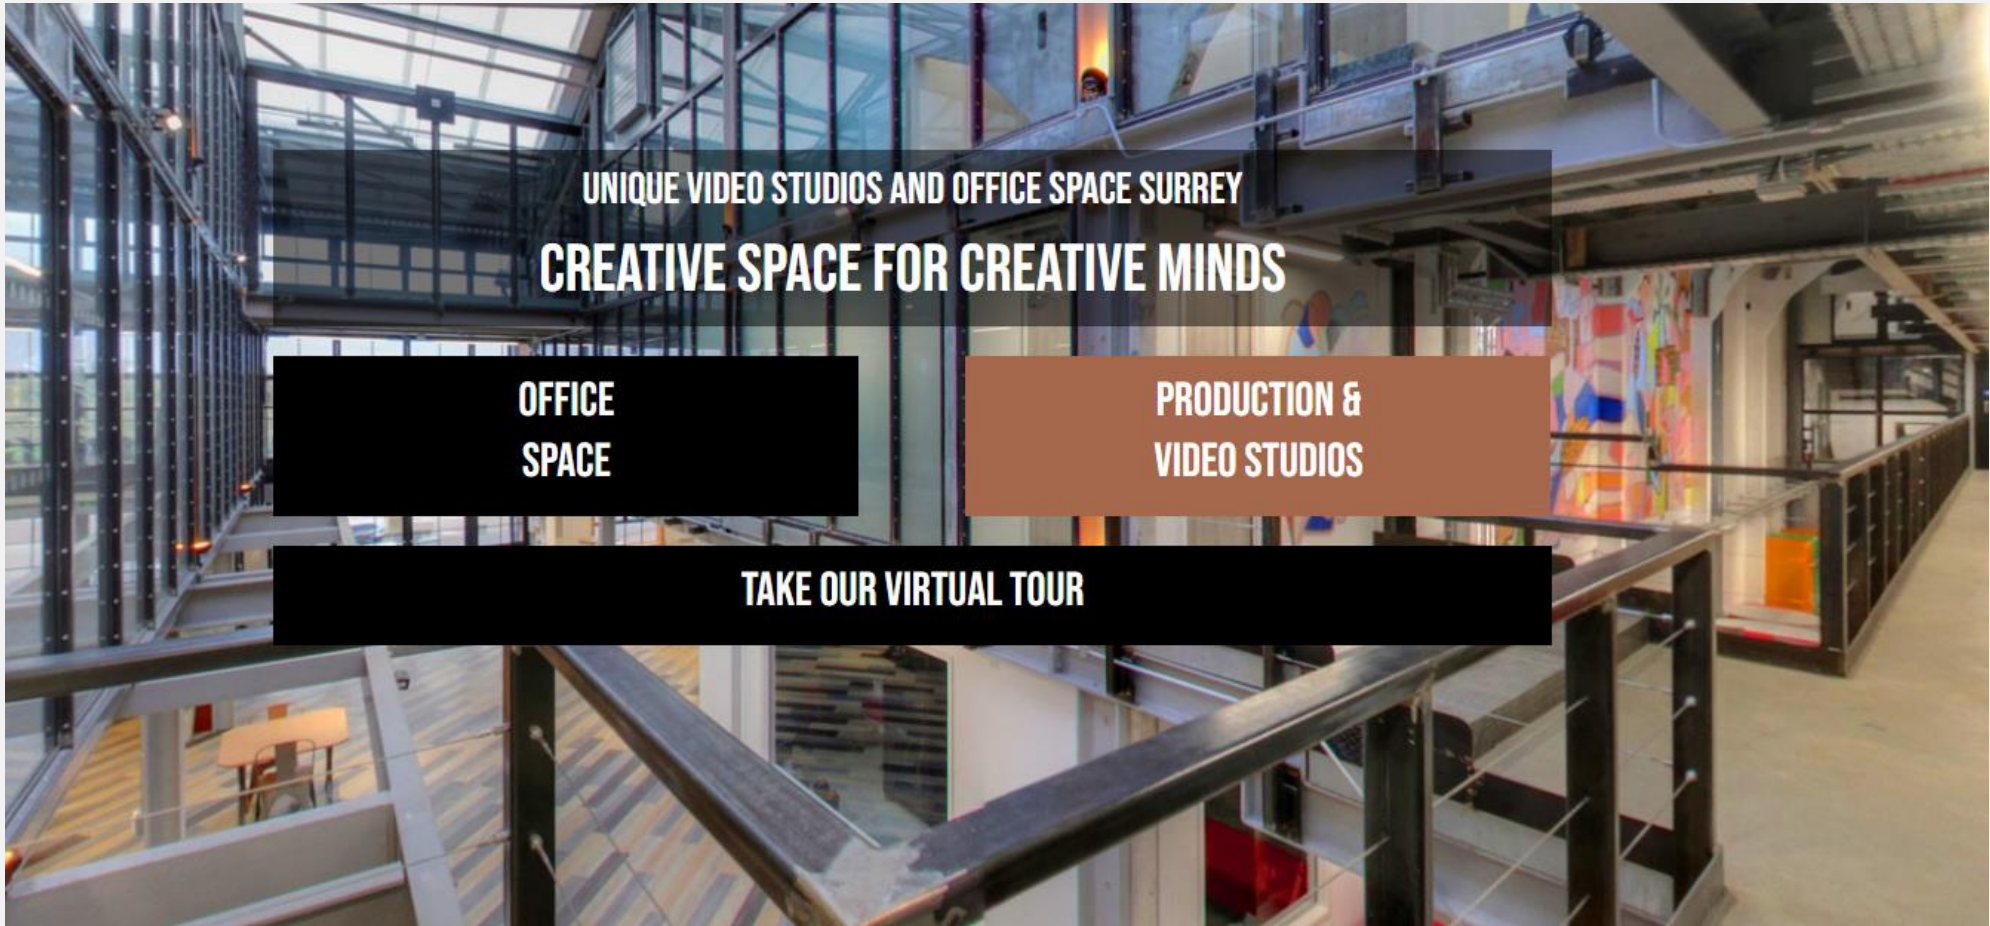 UNIQUE VIDEO STUDIOS AND OFFICE SPACE SURREY
CREATIVE SPACE FOR CREATIVE MINDS
OFFICE
SPACE
PRODUCTION &
VIDEO STUDIOS
TAKE OUR VIRTUAL TOUR